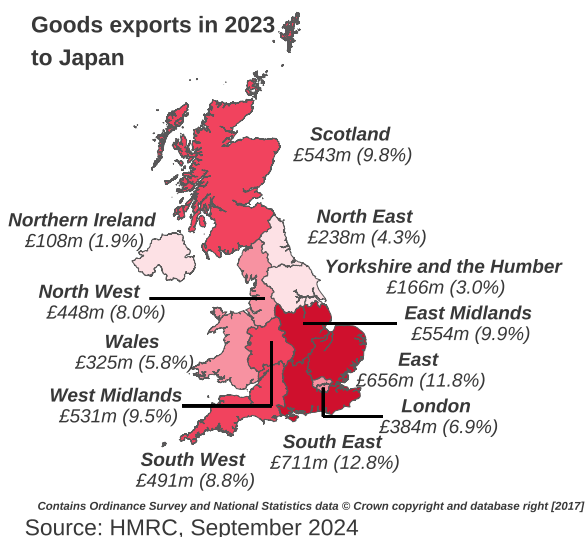 Goods exports in 2023
to Japan
Scotland
£543m (9.8%)
Northern Ireland
£108m (1.9%)
North East
£238m (4.3%)
Yorkshire and the Humber
£166m (3.0%)
North West
£448m (8.0%)
East Midlands
£554m (9.9%)
Wales
£325m (5.8%)
East
£656m (11.8%)
West Midlands
£531m (9.5%)
London
£384m (6.9%)
South East
£711m (12.8%)
South West
£491m (8.8%)
Contains Ordinance Survey and National Statistics data © Crown copyright and database right [2017]
Source: HMRC, September 2024